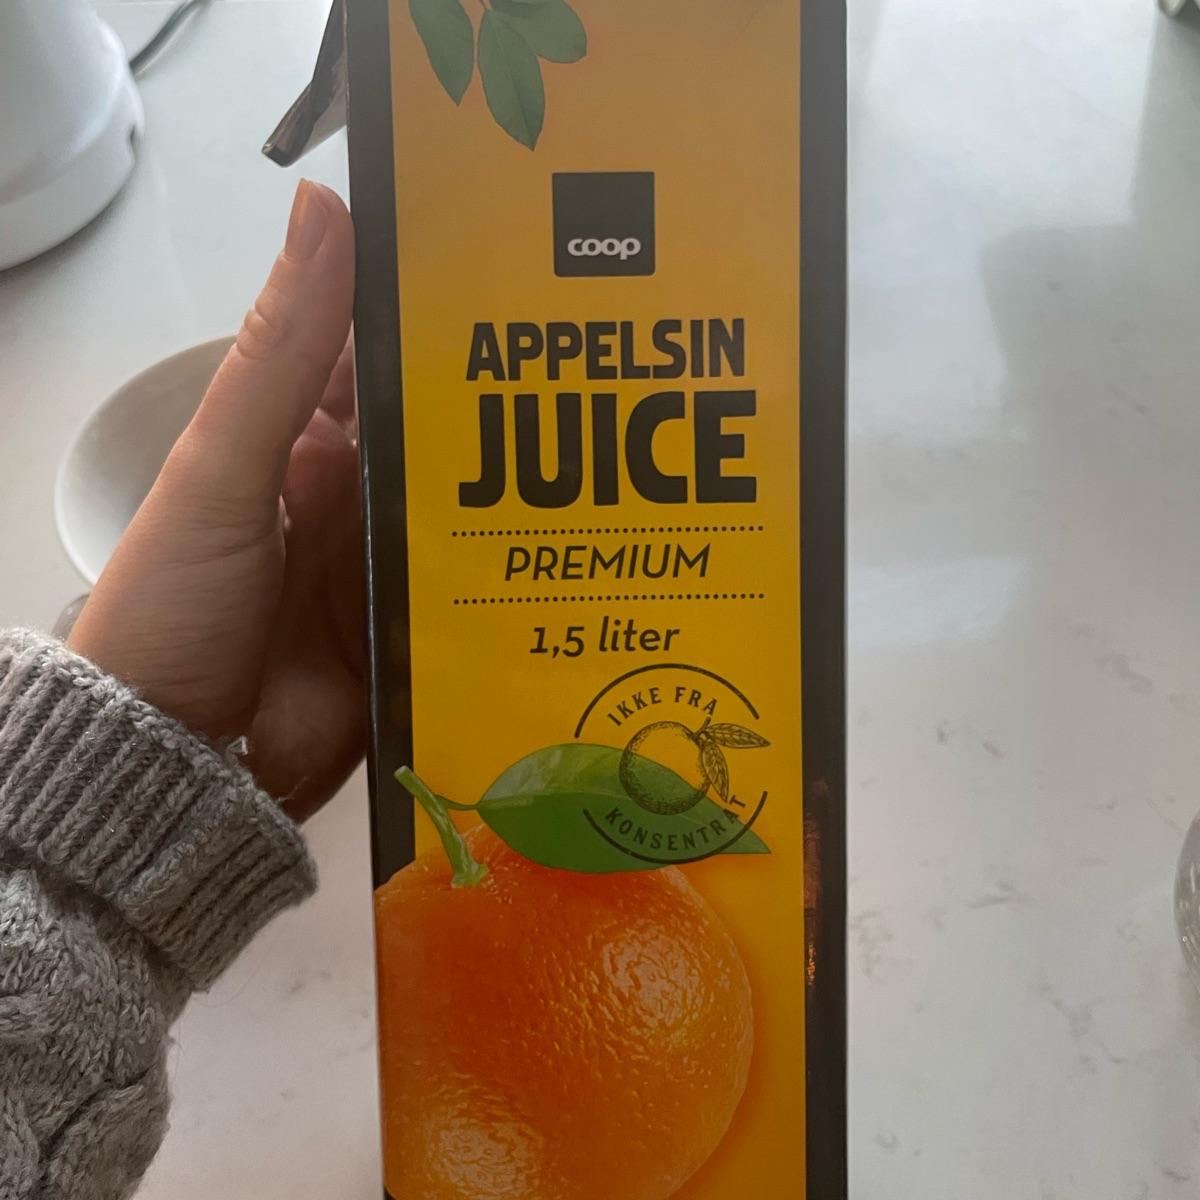 coop
APPELSIN
JUICE
PREMIUM
1,5 liter
IKKE FRA
KONSENTRAT